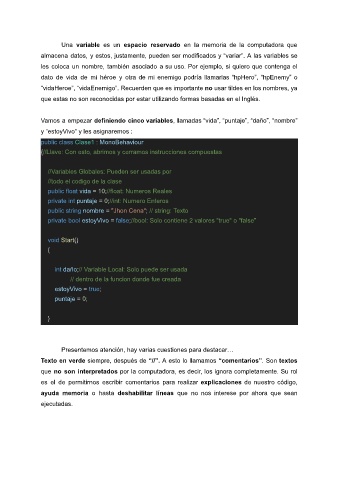 Una variable es un espacio reservado en la memoria de la computadora que
almacena datos, y estos, justamente, pueden ser modificados y "variar". A las variables se
les coloca un nombre, también asociado a su uso. Por ejemplo, si quiero que contenga el
dato de vida de mi héroe y otra de mi enemigo podría llamarlas "hpHero", "hpEnemy" o
"vidaHeroe", "vidaEnemigo". Recuerden que es importante no usar tildes en los nombres, ya
que estas no son reconocidas por estar utilizando formas basadas en el Inglés.
Vamos a empezar definiendo cinco variables, llamadas "vida", "puntaje", "daño", "nombre"
y "estoyVivo" y les asignaremos :
public class Clase1 : MonoBehaviour
{//Llave: Con esto, abrimos y cerramos instrucciones compuestas
//Variables Globales: Pueden ser usadas por
//todo el codigo de la clase
public float vida = 10;//float: Numeros Reales
private int puntaje = 0;//int: Numero Enteros
public string nombre = "Jhon Cena"; // string: Texto
private bool estoyVivo = false;//bool: Solo contiene 2 valores "true" o "false"
void Start()
{
int daño;// Variable Local: Solo puede ser usada
// dentro de la funcion donde fue creada
estoyVivo = true;
puntaje = 0;
}
Presentemos atención, hay varias cuestiones para destacar…
Texto en verde siempre, después de "//". A esto lo llamamos "comentarios". Son textos
que no son interpretados por la computadora, es decir, los ignora completamente. Su rol
es el de permitirnos escribir comentarios para realizar explicaciones de nuestro código,
ayuda memoria o hasta deshabilitar líneas que no nos interese por ahora que sean
ejecutadas.